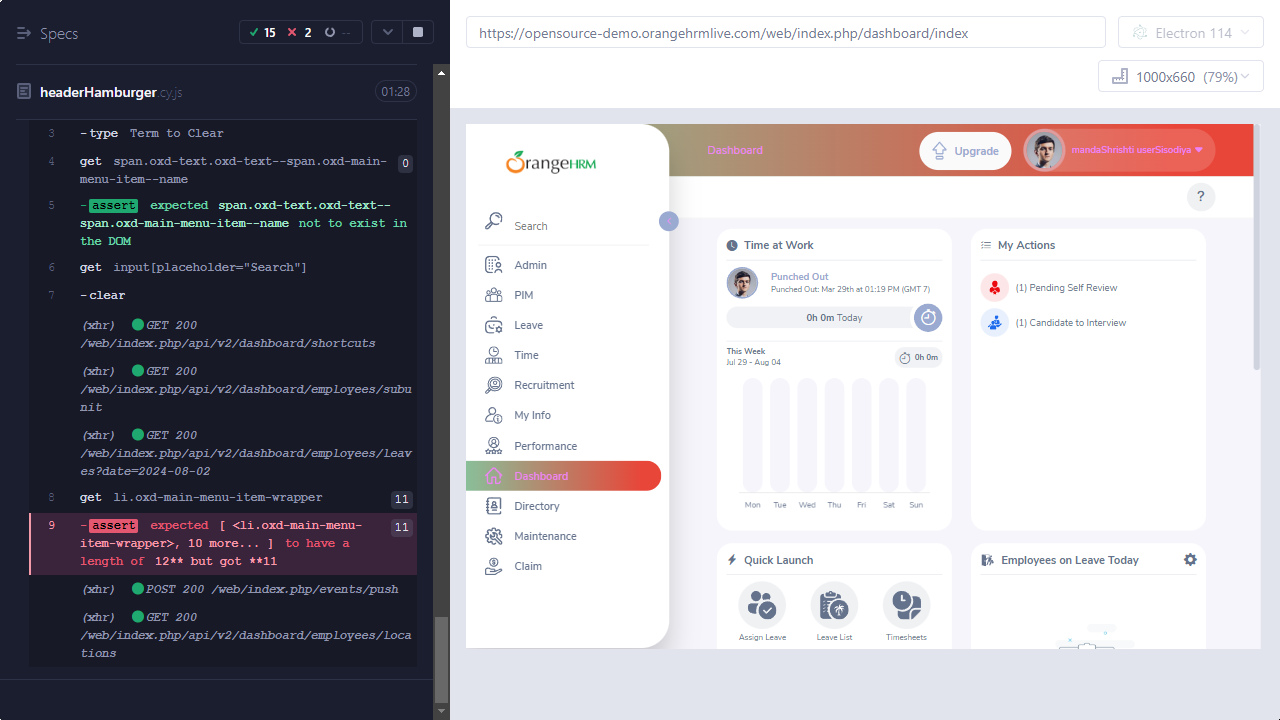 Specs
15
2
--
headerHamburger.cy.js
01:28
3 -type Term to Clear
4 get span.oxd-text.oxd-text--span.oxd-main-
menu-item--name
0
5 -assert expected span.oxd-text.oxd-text--
span.oxd-main-menu-item--name not to exist in
the DOM
6 get input[placeholder="Search"]
7 -clear
(xhr) GET 200
/web/index.php/api/v2/dashboard/shortcuts
(xhr) GET 200
/web/index.php/api/v2/dashboard/employees/subu
nit
(xhr) GET 200
/web/index.php/api/v2/dashboard/employees/leav
es?date=2024-08-02
8 get li.oxd-main-menu-item-wrapper
11
9 -assert expected [ <li.oxd-main-menu-
item-wrapper>, 10 more... ] to have a
length of 12** but got **11
11
(xhr) POST 200 /web/index.php/events/push
(xhr) GET 200
/web/index.php/api/v2/dashboard/employees/loca
tions
https://opensource-demo.orangehrmlive.com/web/index.php/dashboard/index
Electron 114
1000x660 (79%)
OrangeHRM
Search
Admin
PIM
Leave
Time
Recruitment
My Info
Performance
Dashboard
Directory
Maintenance
Claim
Dashboard
Upgrade
mandaShrishti userSisodiya
?
Time at Work
Punched Out
Punched Out: Mar 29th at 01:19 PM (GMT 7)
0h 0m Today
This Week
Jul 29 - Aug 04
0h 0m
Mon Tue Wed Thu Fri Sat Sun
My Actions
(1) Pending Self Review
(1) Candidate to Interview
Quick Launch
Assign Leave
Leave List
Timesheets
Employees on Leave Today